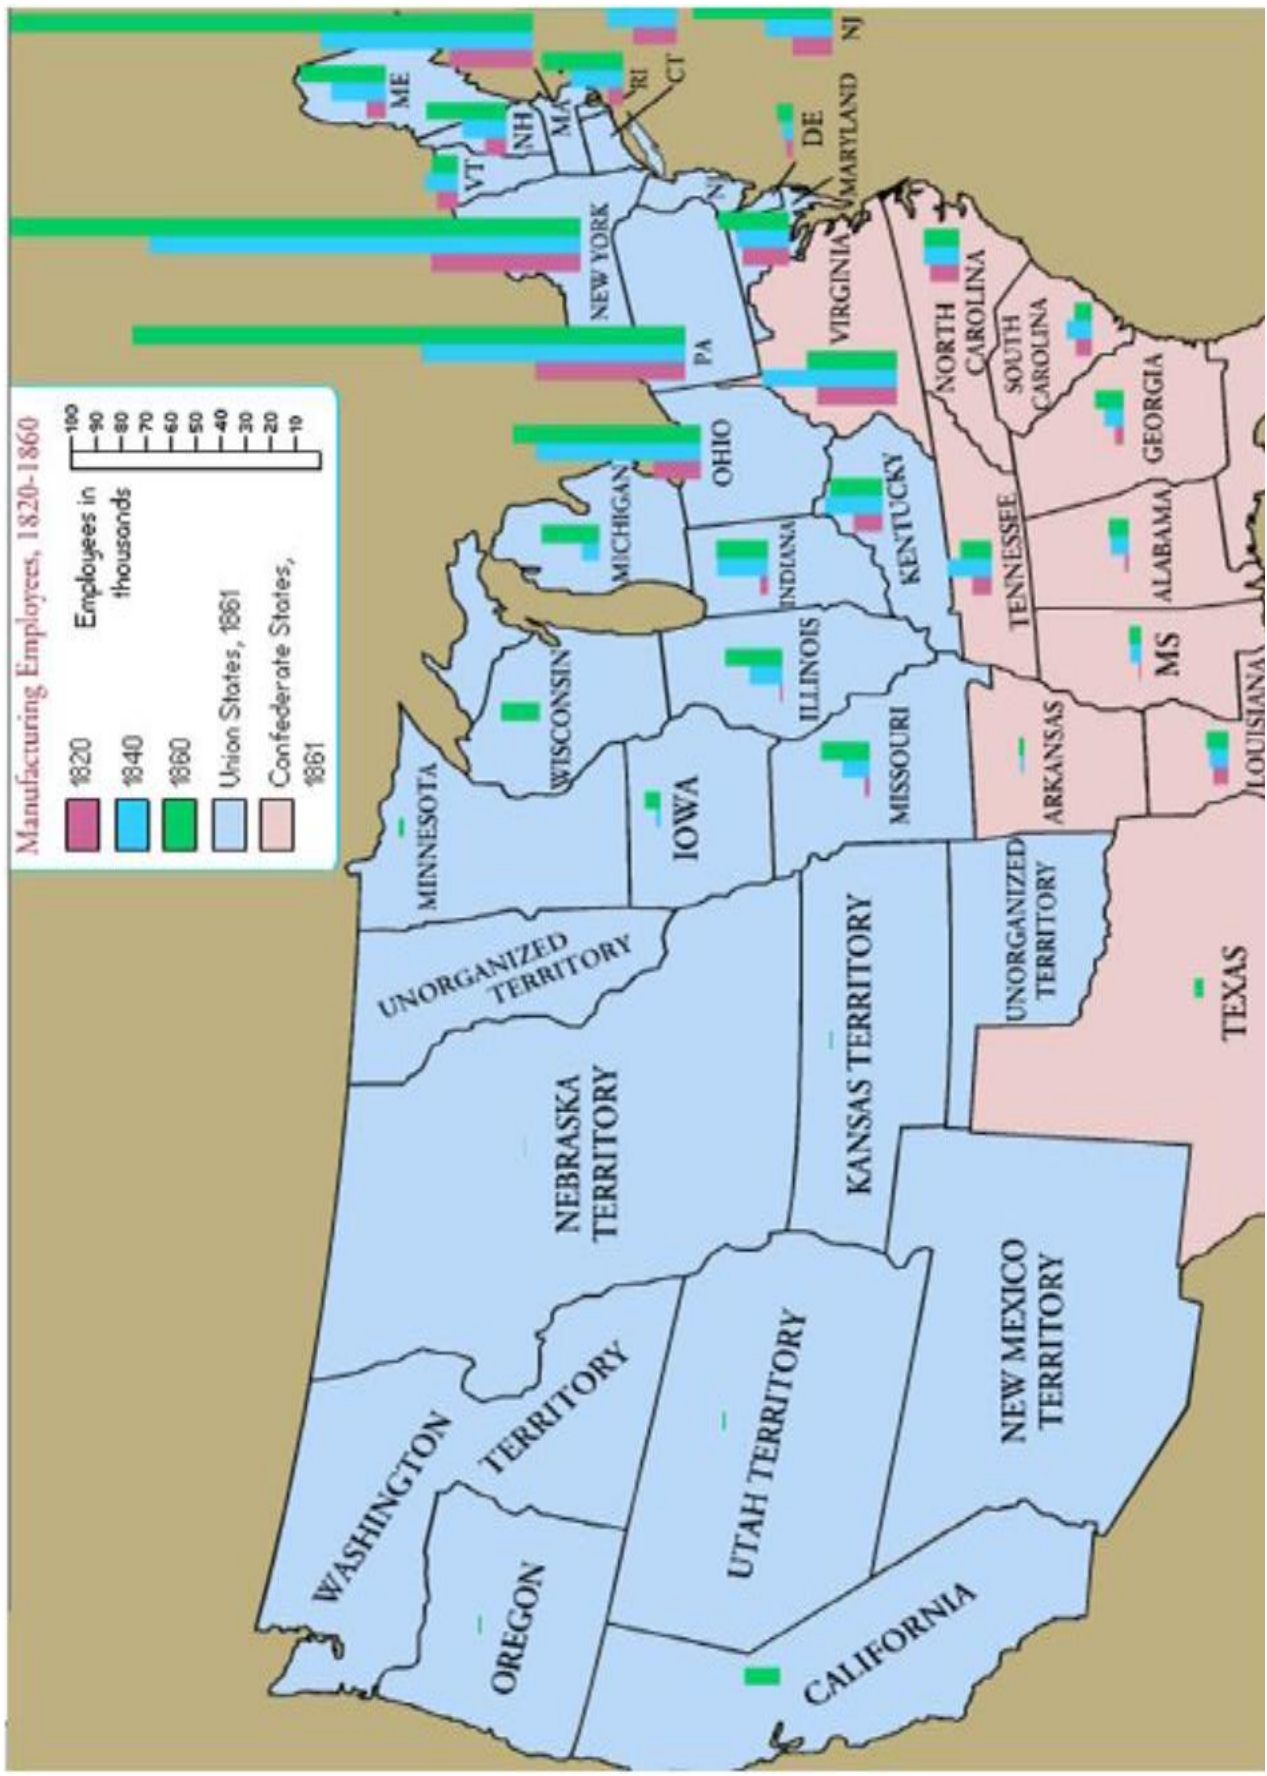 Manufacturing Employees, 1820-1860
1820
1840
1860
Union States, 1861
Confederate States,
1861
Employees in
thousands
100
90
80
70
60
50
40
30
20
10
WASHINGTON
TERRITORY
OREGON
CALIFORNIA
UTAH TERRITORY
NEW MEXICO
TERRITORY
NEBRASKA
TERRITORY
KANSAS TERRITORY
UNORGANIZED
TERRITORY
UNORGANIZED
TERRITORY
TEXAS
MINNESOTA
IOWA
MISSOURI
ARKANSAS
LOUISIANA
WISCONSIN
ILLINOIS
MS
MICHIGAN
INDIANA
KENTUCKY
TENNESSEE
ALABAMA
OHIO
GEORGIA
PA
NEW YORK
VIRGINIA
NORTH
CAROLINA
SOUTH
CAROLINA
VT
NH
ME
MA
RI
CT
NJ
NJ
DE
MARYLAND